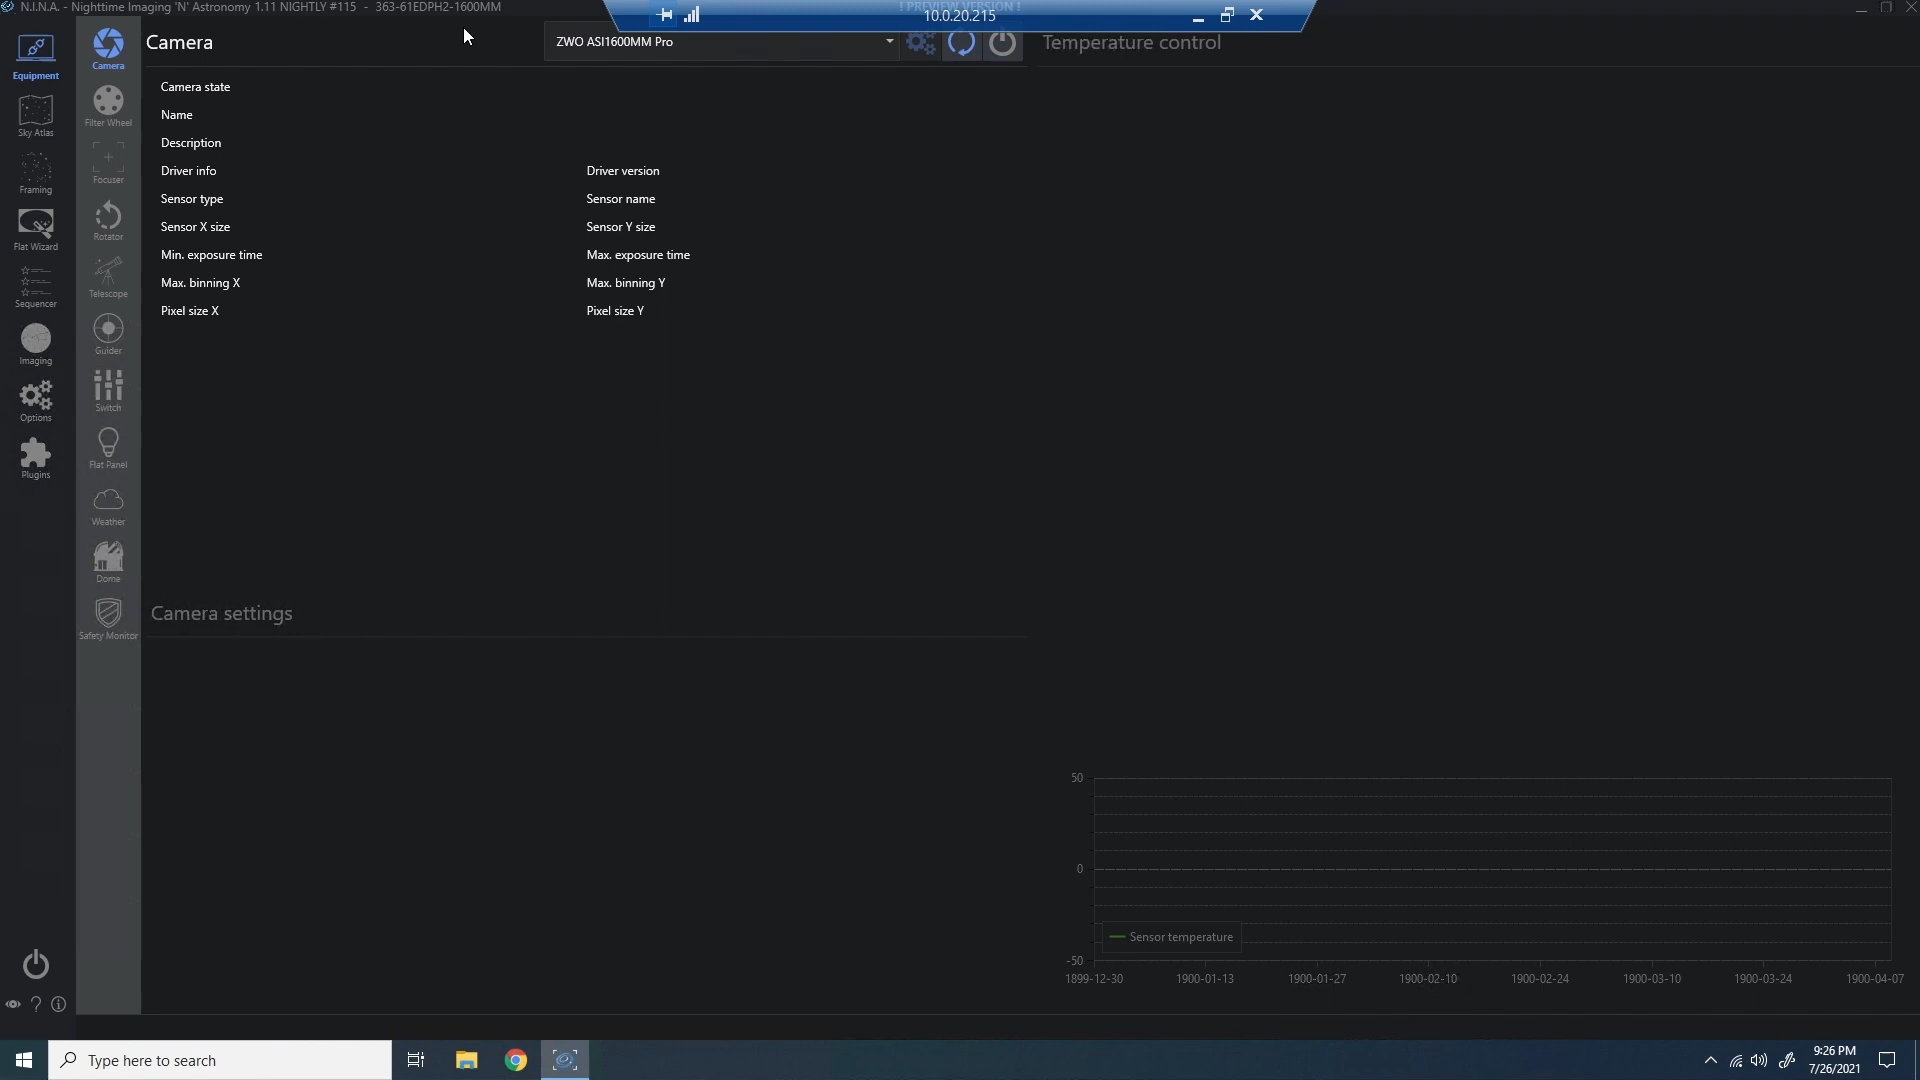 N.I.N.A. - Nighttime Imaging 'N' Astronomy 1.11 NIGHTLY #115 - 363-61EDPH2-1600MM
! PREVIEW VERSION !
10.0.20.215
Equipment
Sky Atlas
Framing
Flat Wizard
Sequencer
Imaging
Options
Plugins
Camera
Filter Wheel
Focuser
Rotator
Telescope
Guider
Switch
Flat Panel
Weather
Dome
Safety Monitor
Camera
ZWO ASI1600MM Pro
Camera state
Name
Description
Driver info
Driver version
Sensor type
Sensor name
Sensor X size
Sensor Y size
Min. exposure time
Max. exposure time
Max. binning X
Max. binning Y
Pixel size X
Pixel size Y
Camera settings
Temperature control
50
0
-50
Sensor temperature
1899-12-30 1900-01-13 1900-01-27 1900-02-10 1900-02-24 1900-03-10 1900-03-24 1900-04-07
Type here to search
9:26 PM
7/26/2021